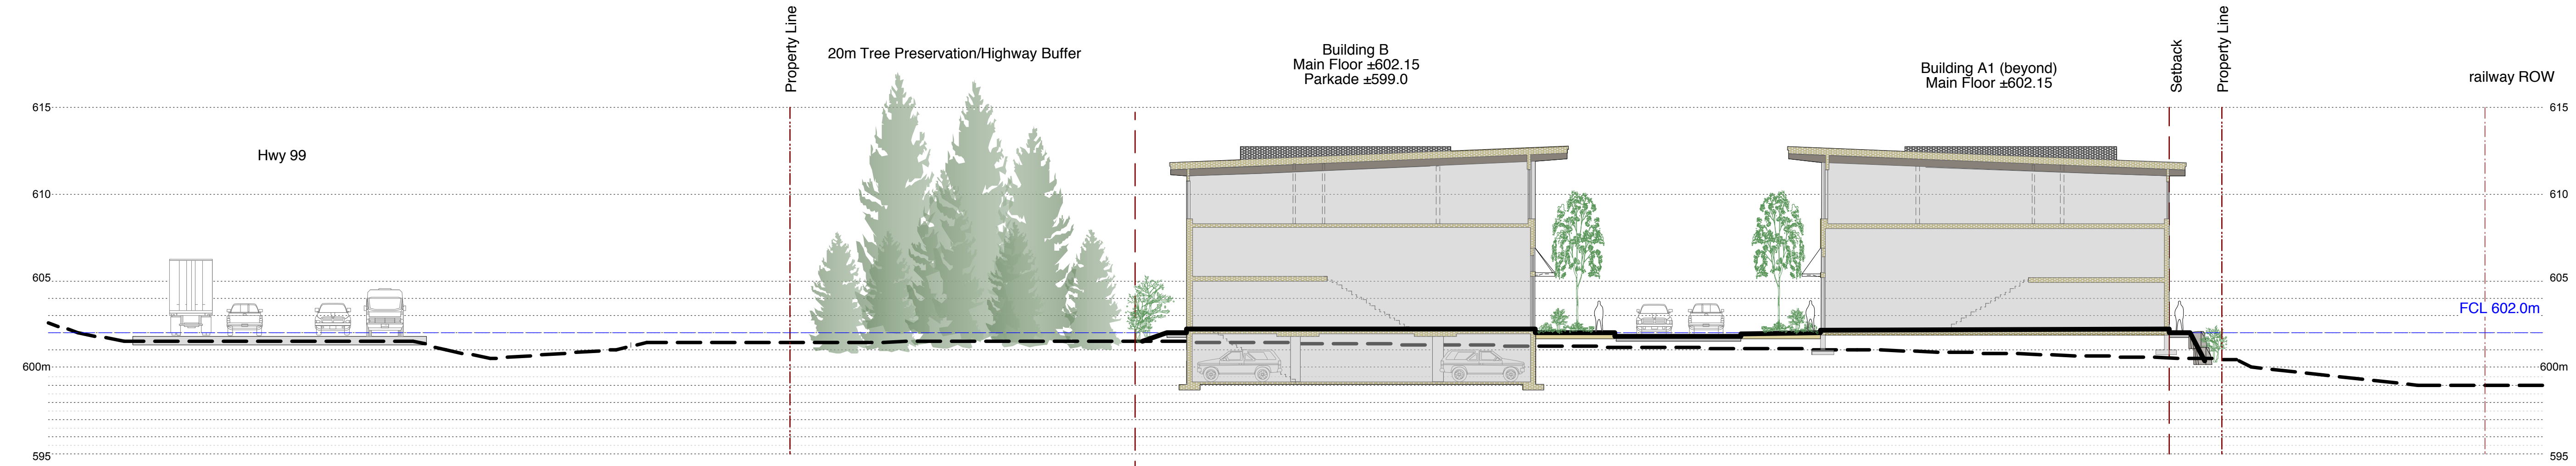 Property Line
20m Tree Preservation/Highway Buffer
Building B
Main Floor ±602.15
Parkade ±599.0
Building A1 (beyond)
Main Floor ±602.15
Setback
Property Line
railway ROW
615
615
Hwy 99
610
610
605
605
FCL 602.0m
600m
600m
595
595